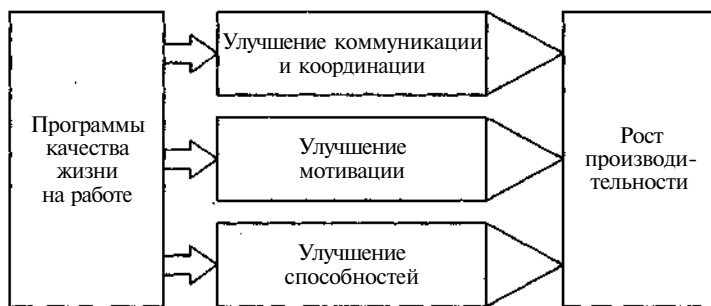 Программы
качества
жизни
на работе
Улучшение коммуникации
и координации
Улучшение
мотивации
Улучшение
способностей
Рост
производи-
тельности